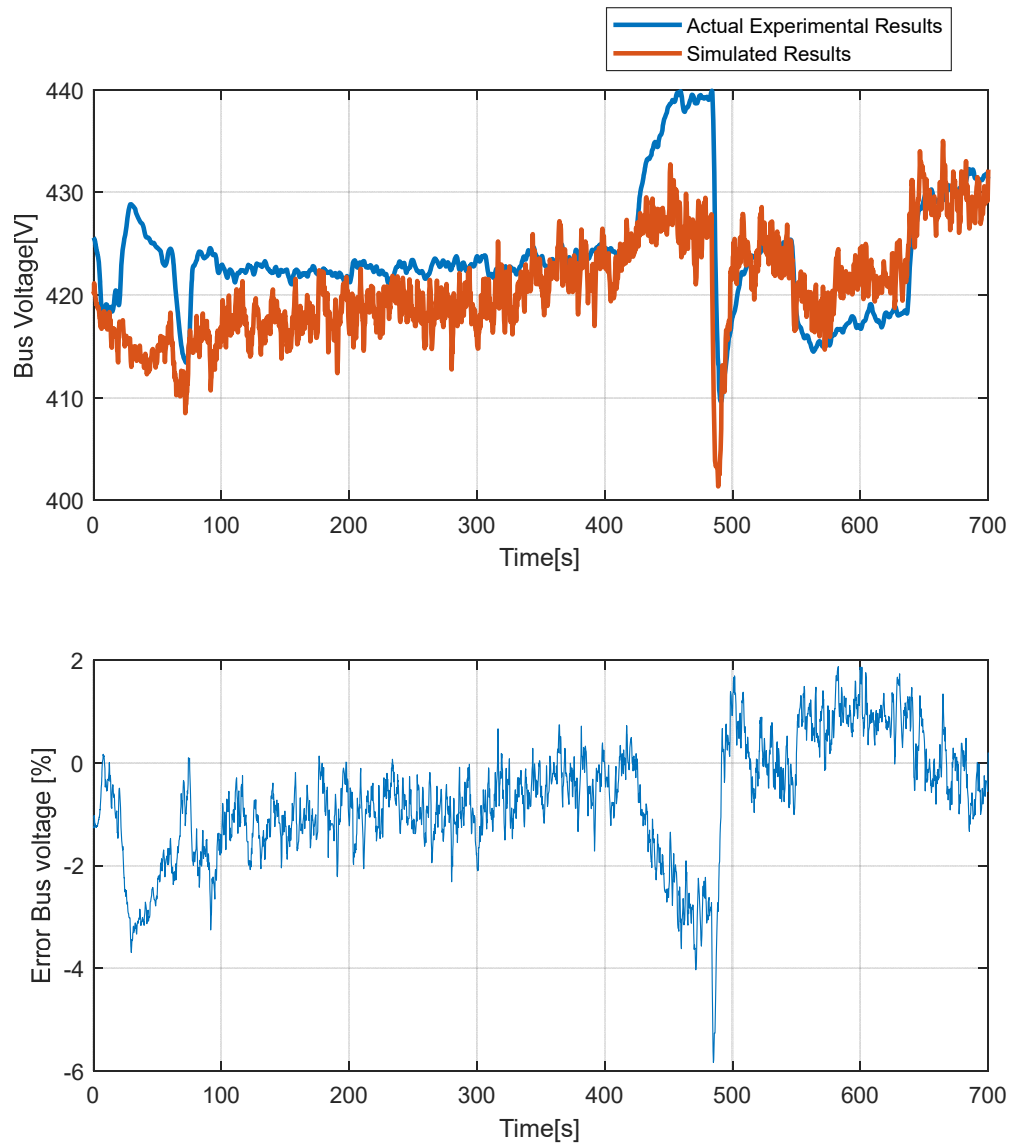 Actual Experimental Results
Simulated Results
440
430
420
410
400
Bus Voltage[V]
0 100 200 300 400 500 600 700
Time[s]
2
0
-2
-4
-6
Error Bus voltage [%]
0 100 200 300 400 500 600 700
Time[s]